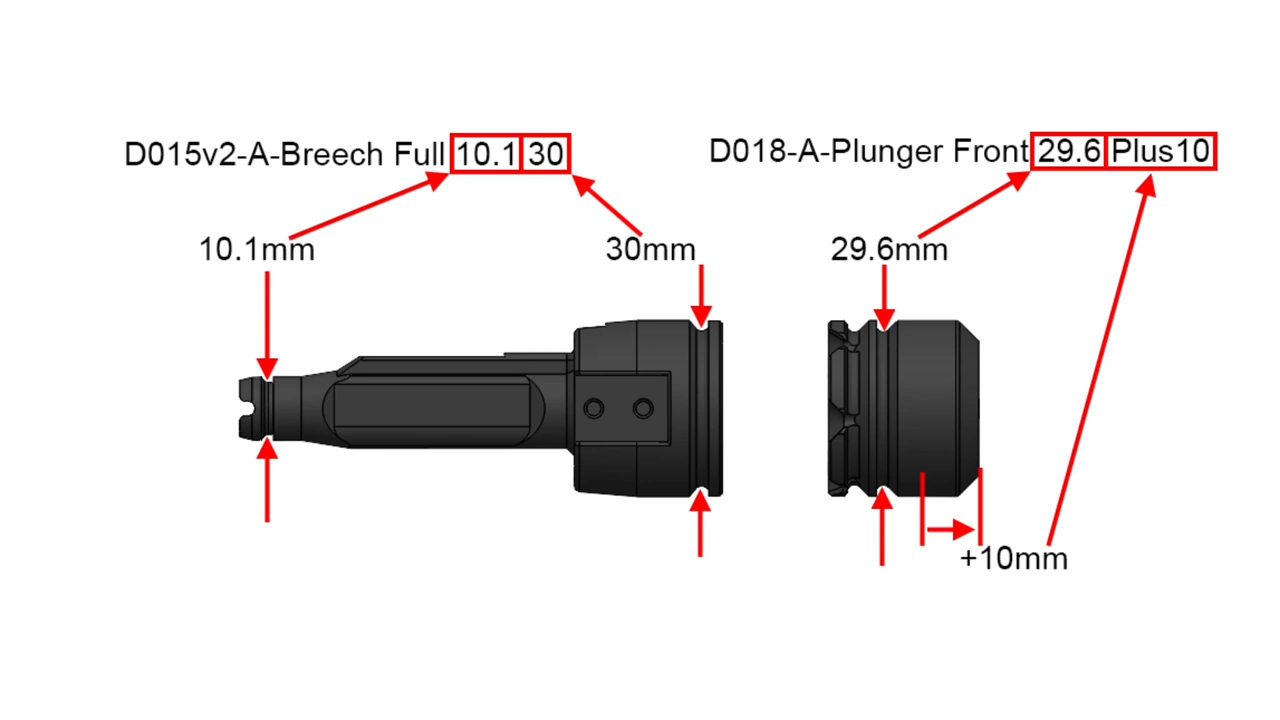 D015v2-A-Breech Full 10.1 30
D018-A-Plunger Front 29.6 Plus10
10.1mm
30mm
29.6mm
+10mm